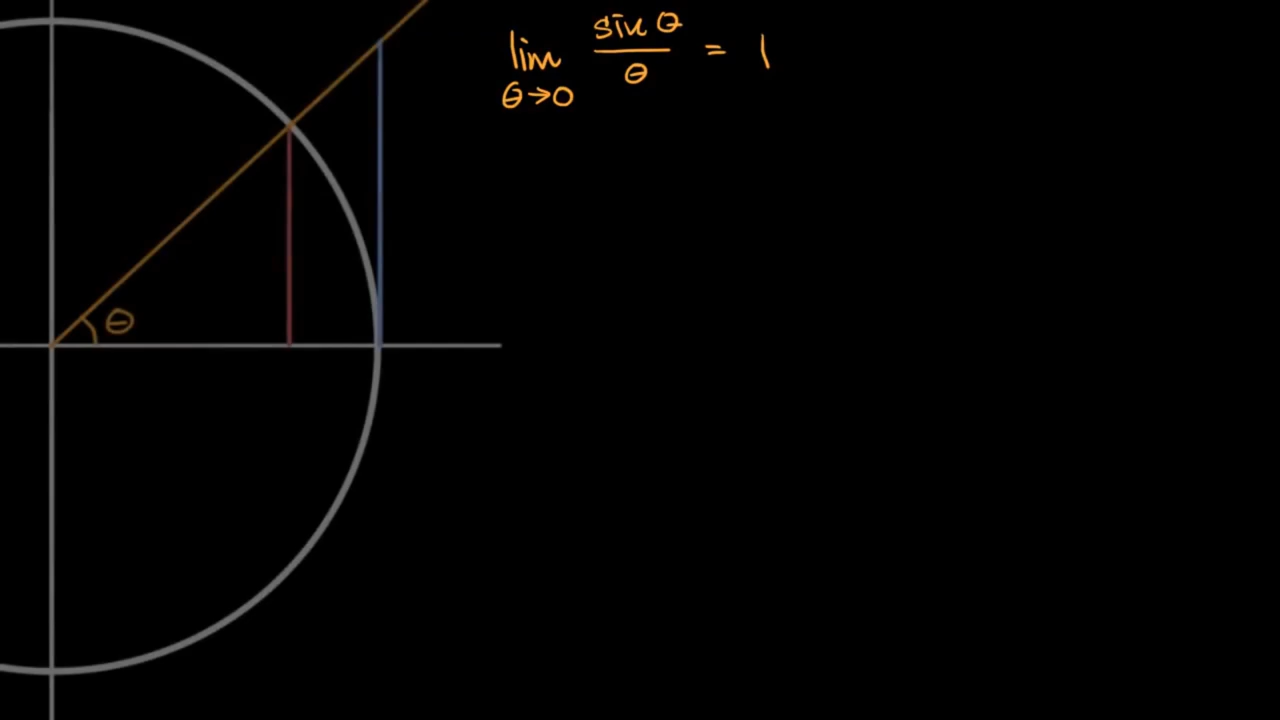 lim sin θ / θ = 1
θ→0
θ